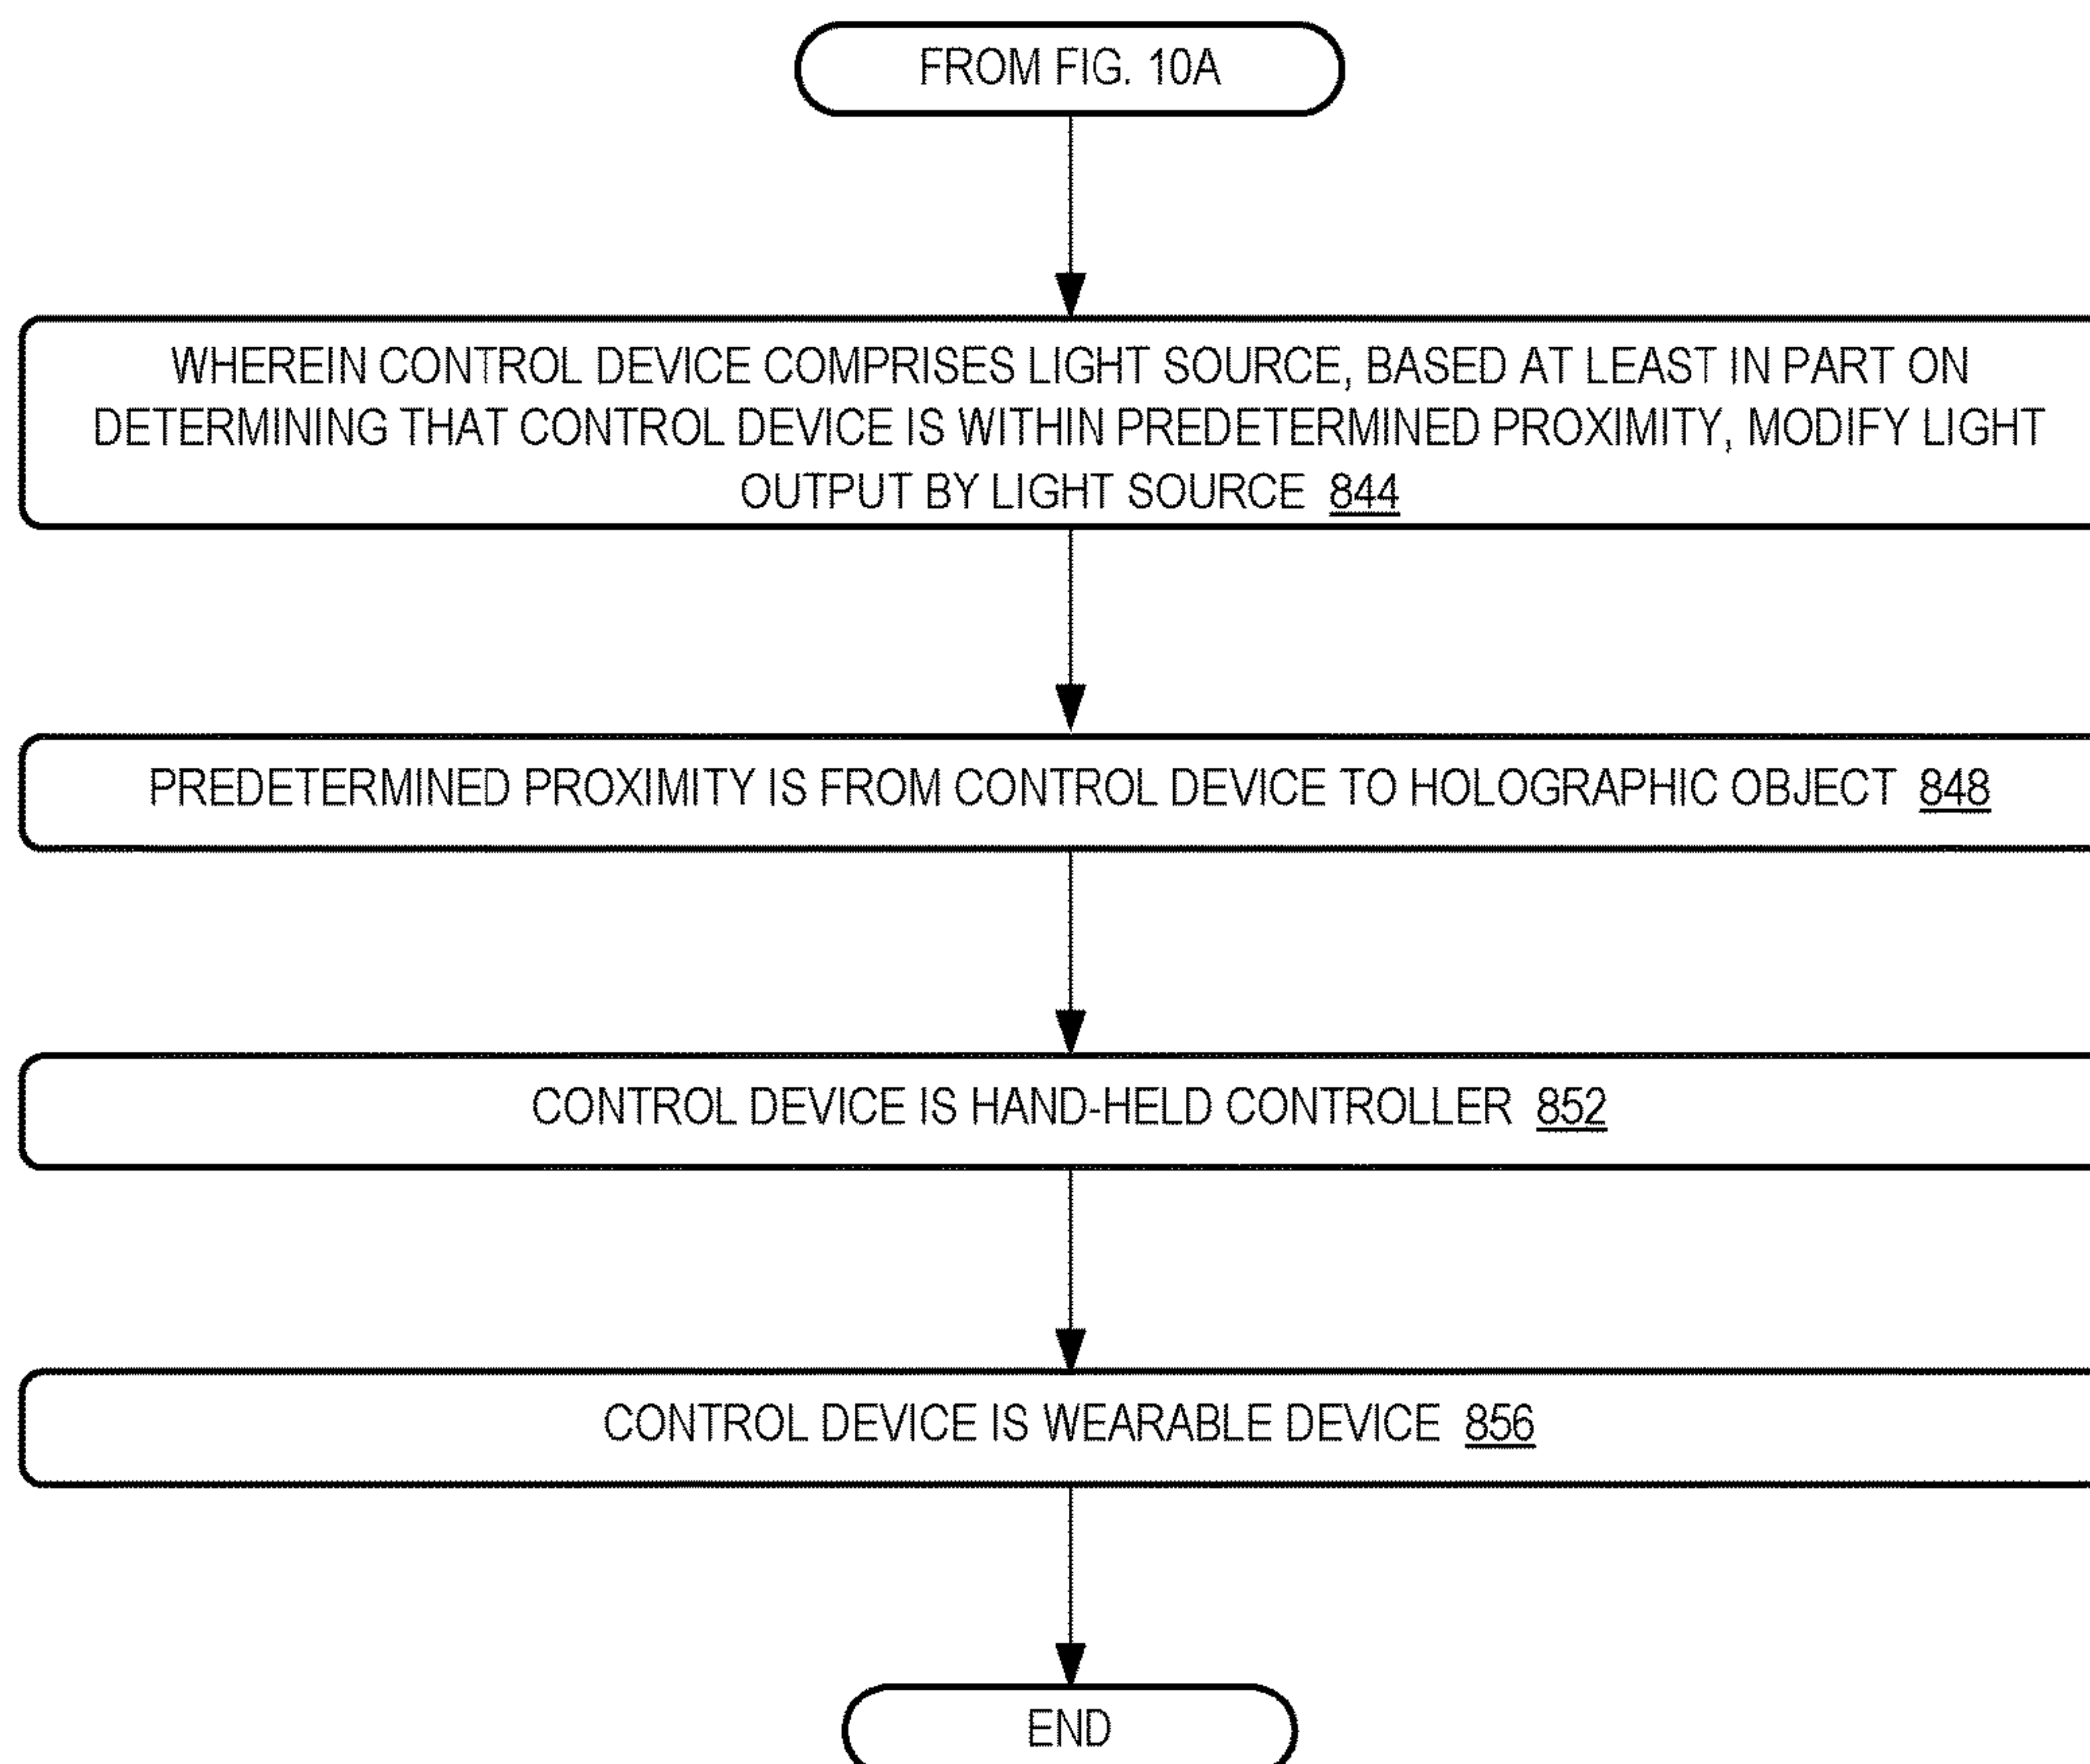 FROM FIG. 10A
WHEREIN CONTROL DEVICE COMPRISES LIGHT SOURCE, BASED AT LEAST IN PART ON
DETERMINING THAT CONTROL DEVICE IS WITHIN PREDETERMINED PROXIMITY, MODIFY LIGHT
OUTPUT BY LIGHT SOURCE 844
PREDETERMINED PROXIMITY IS FROM CONTROL DEVICE TO HOLOGRAPHIC OBJECT 848
CONTROL DEVICE IS HAND-HELD CONTROLLER 852
CONTROL DEVICE IS WEARABLE DEVICE 856
END